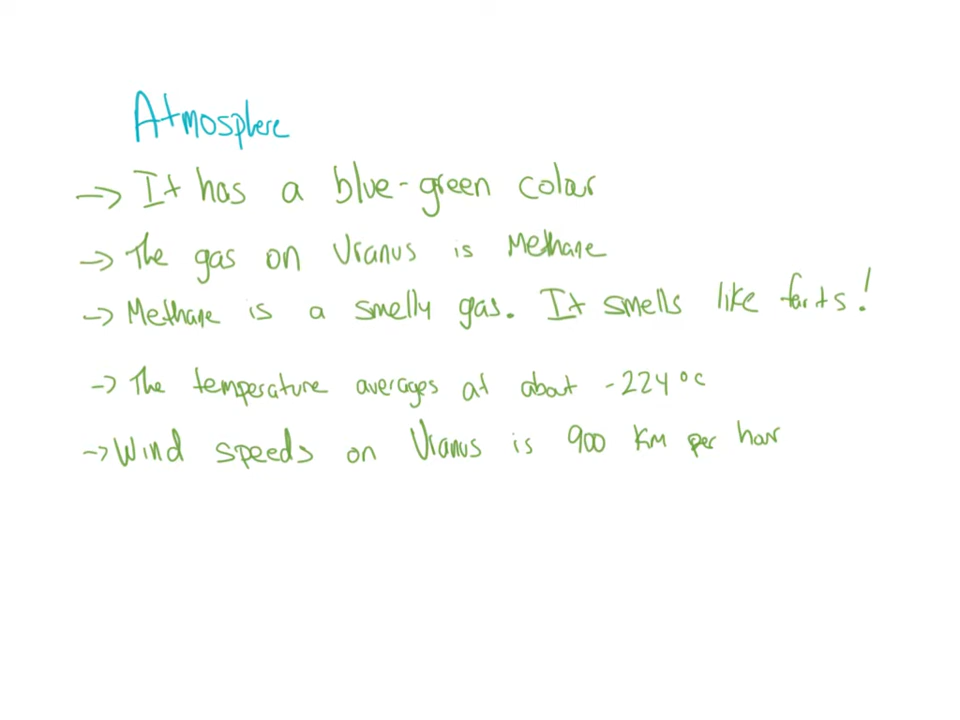 Atmosphere
→ It has a blue-green colour
→ The gas on Uranus is Methane
→ Methane is a smelly gas. It smells like farts!
→ The temperature averages at about -224°c
→ Wind speeds on Uranus is 900 Km per hour